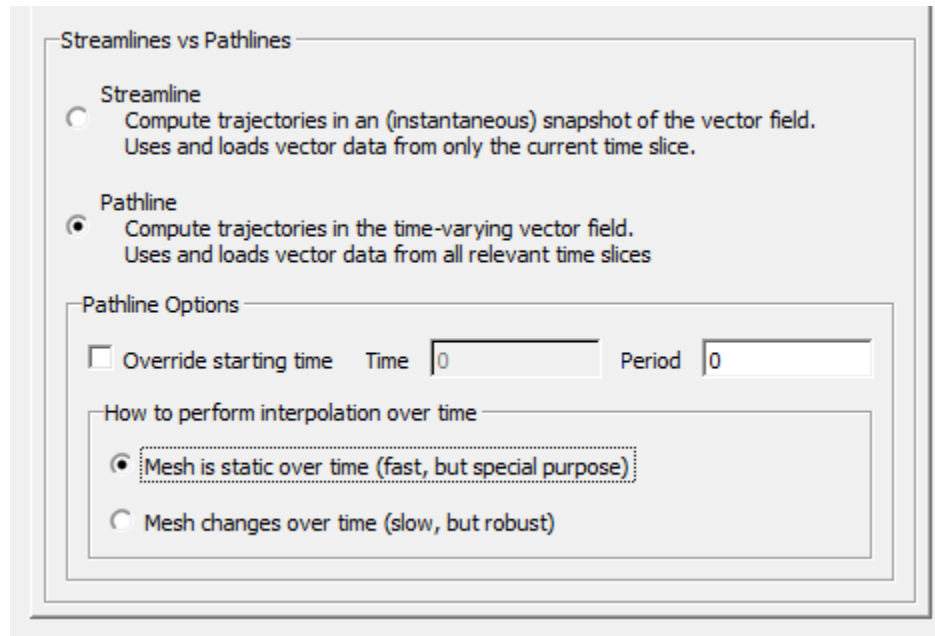 Streamlines vs Pathlines
Streamline
Compute trajectories in an (instantaneous) snapshot of the vector field.
Uses and loads vector data from only the current time slice.
Pathline
Compute trajectories in the time-varying vector field.
Uses and loads vector data from all relevant time slices
Pathline Options
Override starting time Time 0 Period 0
How to perform interpolation over time
Mesh is static over time (fast, but special purpose)
Mesh changes over time (slow, but robust)